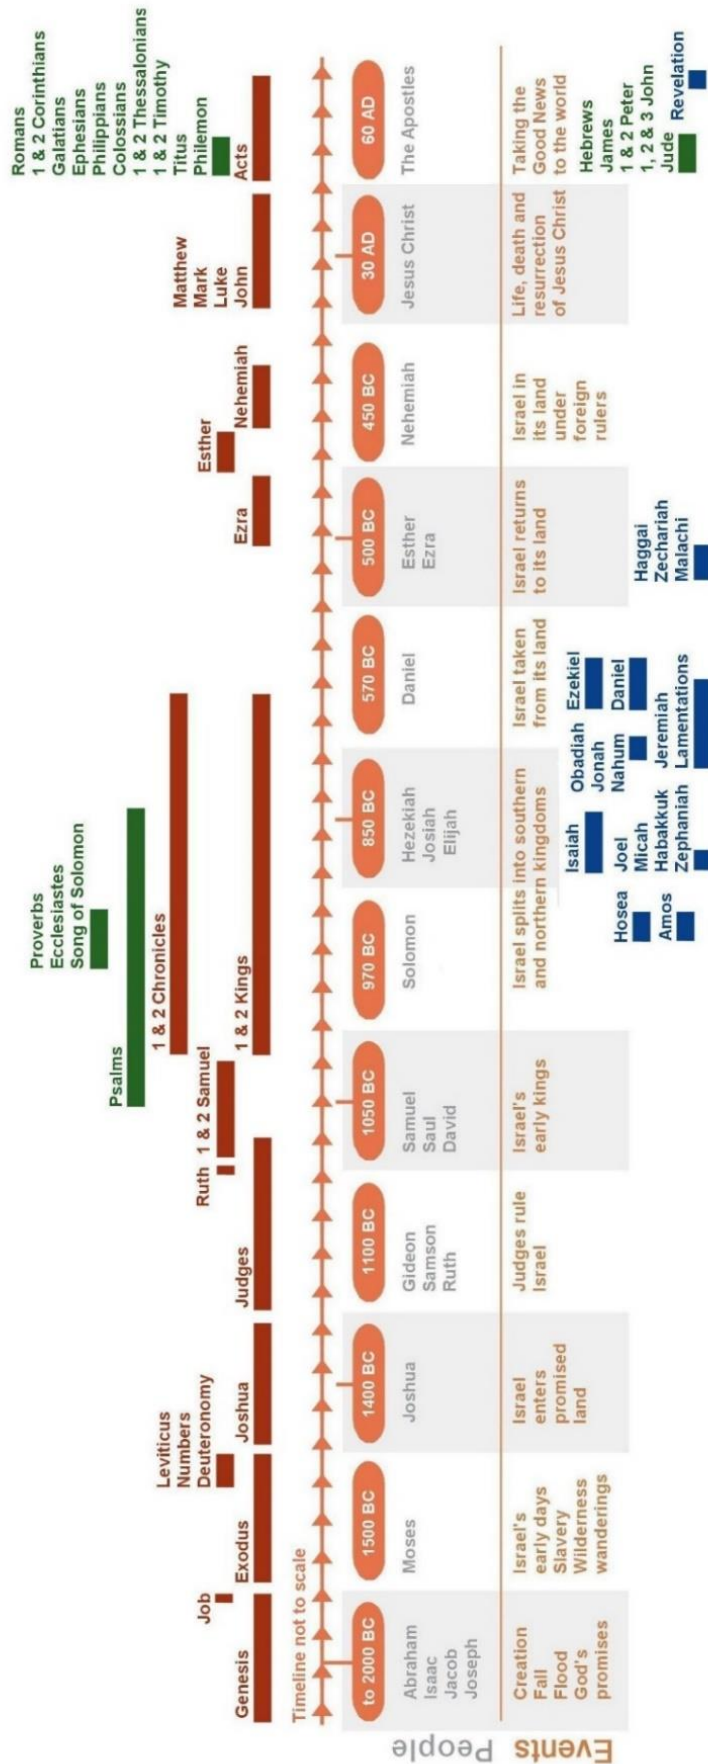 Proverbs
Ecclesiastes
Song of Solomon
Psalms
1 & 2 Chronicles
Romans
1 & 2 Corinthians
Galatians
Ephesians
Philippians
Colossians
1 & 2 Thessalonians
1 & 2 Timothy
Titus
Philemon
Leviticus
Numbers
Deuteronomy
Matthew
Mark
Luke
John
Job
Ruth
1 & 2 Samuel
Esther
Genesis
Exodus
Joshua
Judges
1 & 2 Kings
Ezra
Nehemiah
Acts
Timeline not to scale
to 2000 BC
1500 BC
1400 BC
1100 BC
1050 BC
970 BC
850 BC
570 BC
500 BC
450 BC
30 AD
60 AD
People
Abraham
Isaac
Jacob
Joseph
Moses
Joshua
Gideon
Samson
Ruth
Samuel
Saul
David
Solomon
Hezekiah
Josiah
Elijah
Daniel
Esther
Ezra
Nehemiah
Jesus Christ
The Apostles
Events
Creation
Fall
Flood
God's
promises
Israel's
early days
Slavery
Wilderness
wanderings
Israel
enters
promised
land
Judges rule
Israel
Israel's
early kings
Israel splits into southern
and northern kingdoms
Israel taken
from its land
Israel returns
to its land
Israel in
its land
under
foreign
rulers
Life, death and
resurrection
of Jesus Christ
Taking the
Good News
to the world
Hosea
Amos
Isaiah
Joel
Micah
Habakkuk
Zephaniah
Obadiah
Jonah
Nahum
Jeremiah
Lamentations
Ezekiel
Daniel
Haggai
Zechariah
Malachi
Hebrews
James
1 & 2 Peter
1, 2 & 3 John
Jude
Revelation